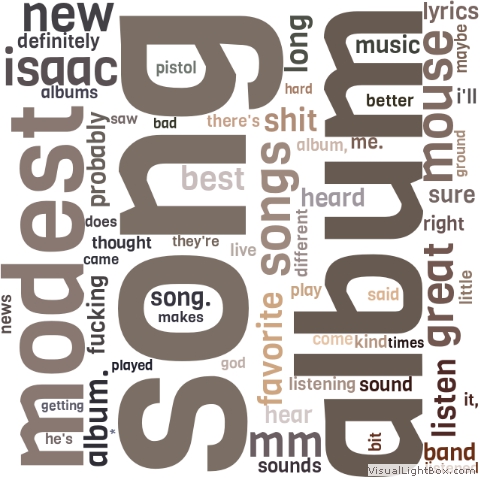 new
definitely
isaac
albums
modest
probably
saw
bad
does
thought
came
they're
news
fucking
played
getting
he's
album.
*
song
pistol
best
song.
makes
god
live
long
hard
there's
shit
album,
me.
songs
heard
different
play
favorite
said
come
kind
times
listening
sound
hear
mm
sounds
album
music
better
lyrics
maybe
mouse
i'll
ground
sure
right
great
little
listen
it,
bit
band
listened
VisualLightBox.com